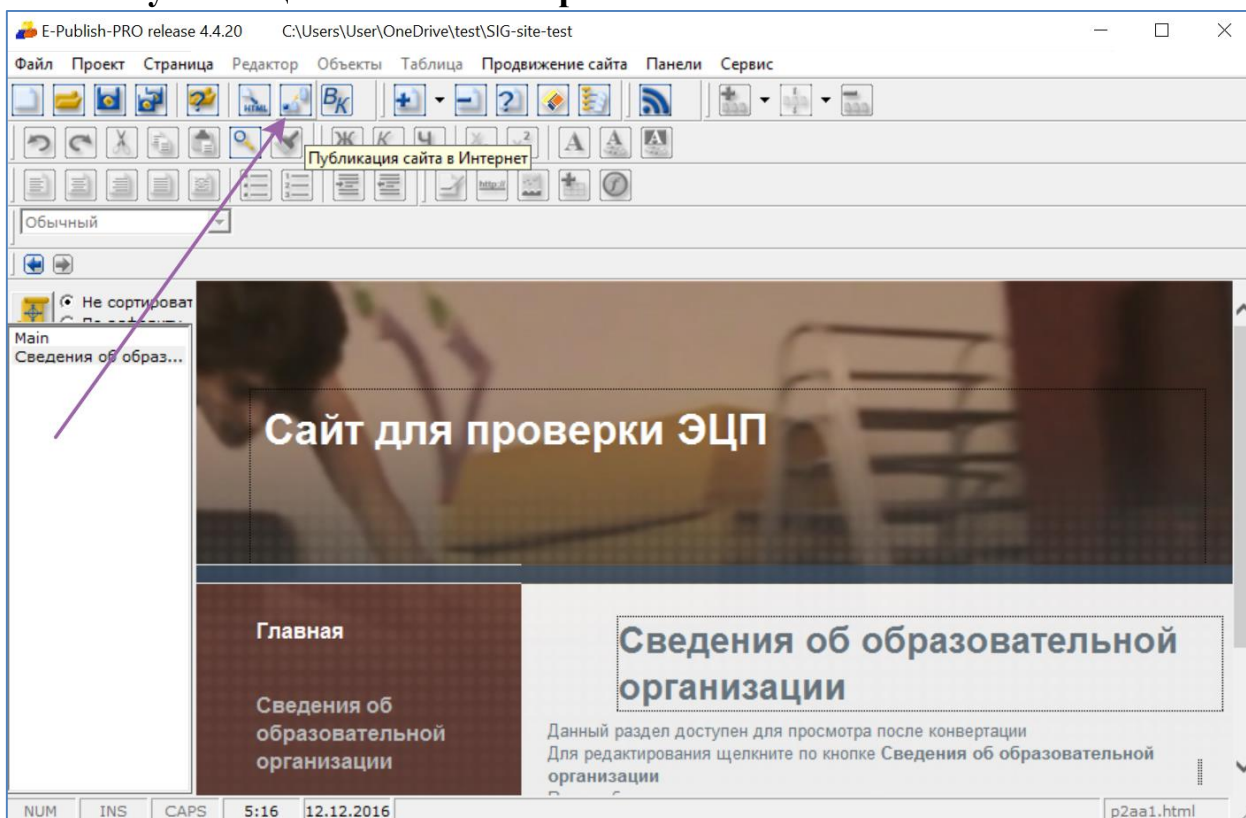 E-Publish-PRO release 4.4.20 C:\Users\User\OneDrive\test\SIG-site-test
Файл Проект Страница Редактор Объекты Таблица Продвижение сайта Панели Сервис
HTML ВК
Ж К Ч
Публикация сайта в Интернет
A A A
http://
Обычный
Не сортироват
Main
Сведения об образ...
Сайт для проверки ЭЦП
Главная
Сведения об образовательной
организации
Сведения об
образовательной
организации
Данный раздел доступен для просмотра после конвертации
Для редактирования щелкните по кнопке Сведения об образовательной
организации
NUM INS CAPS 5:16 12.12.2016 p2aa1.html